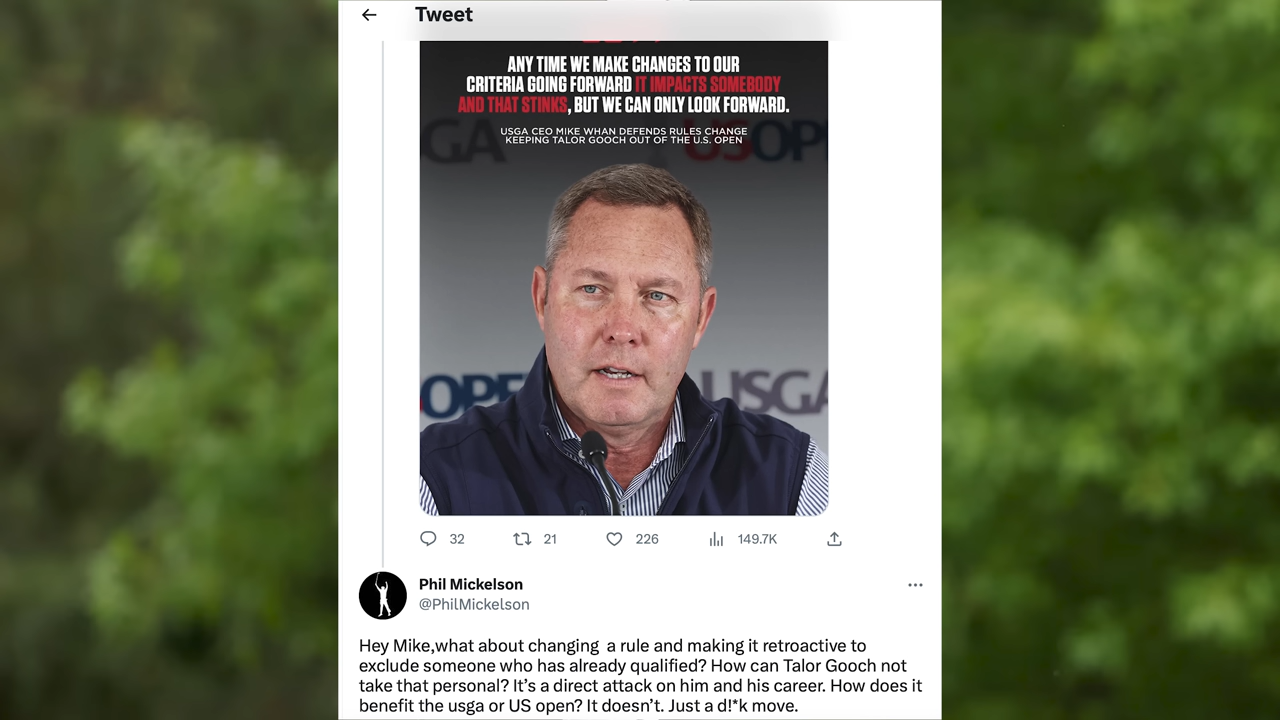 Tweet
ANY TIME WE MAKE CHANGES TO OUR
CRITERIA GOING FORWARD IT IMPACTS SOMEBODY
AND THAT STINKS, BUT WE CAN ONLY LOOK FORWARD.
USGA CEO MIKE WHAN DEFENDS RULES CHANGE
KEEPING TALOR GOOCH OUT OF THE U.S. OPEN
GA
USOP
OPE
USGA
32
21
226
149.7K
Phil Mickelson
@PhilMickelson
Hey Mike,what about changing  a rule and making it retroactive to
exclude someone who has already qualified? How can Talor Gooch not
take that personal? It’s a direct attack on him and his career. How does it
benefit the usga or US open? It doesn’t. Just a d!*k move.